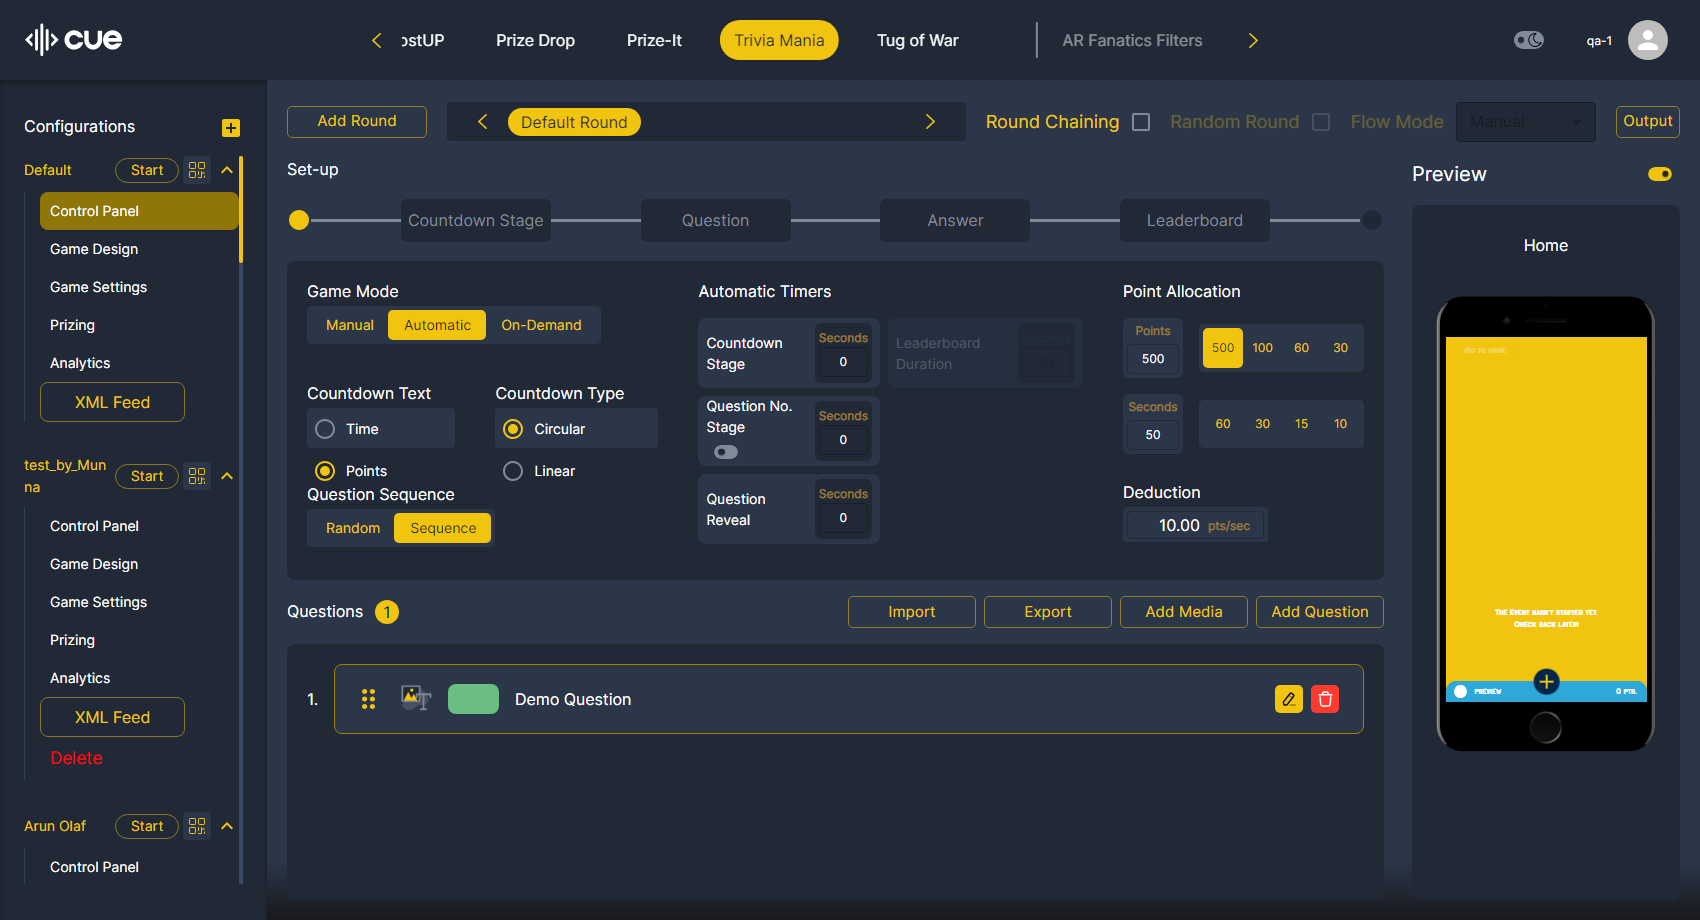 cue
ostUP
Prize Drop
Prize-It
Trivia Mania
Tug of War
AR Fanatics Filters
qa-1
Configurations
Default
Start
Control Panel
Game Design
Game Settings
Prizing
Analytics
XML Feed
test_by_Mun
na
Start
Control Panel
Game Design
Game Settings
Prizing
Analytics
XML Feed
Delete
Arun Olaf
Start
Control Panel
Add Round
Default Round
Round Chaining
Random Round
Flow Mode
Manual
Output
Set-up
Countdown Stage
Question
Answer
Leaderboard
Game Mode
Manual
Automatic
On-Demand
Countdown Text
Time
Points
Countdown Type
Circular
Linear
Question Sequence
Random
Sequence
Automatic Timers
Countdown
Stage
Seconds
0
Leaderboard
Duration
Seconds
10
Question No.
Stage
Seconds
0
Question
Reveal
Seconds
0
Point Allocation
Points
500
500
100
60
30
Seconds
50
60
30
15
10
Deduction
10.00 pts/sec
Questions 1
Import
Export
Add Media
Add Question
1.
Demo Question
Preview
Home
GO TO GAME
THE EVENT HASN'T STARTED YET.
CHECK BACK LATER!
PREVIEW
0 PTS.